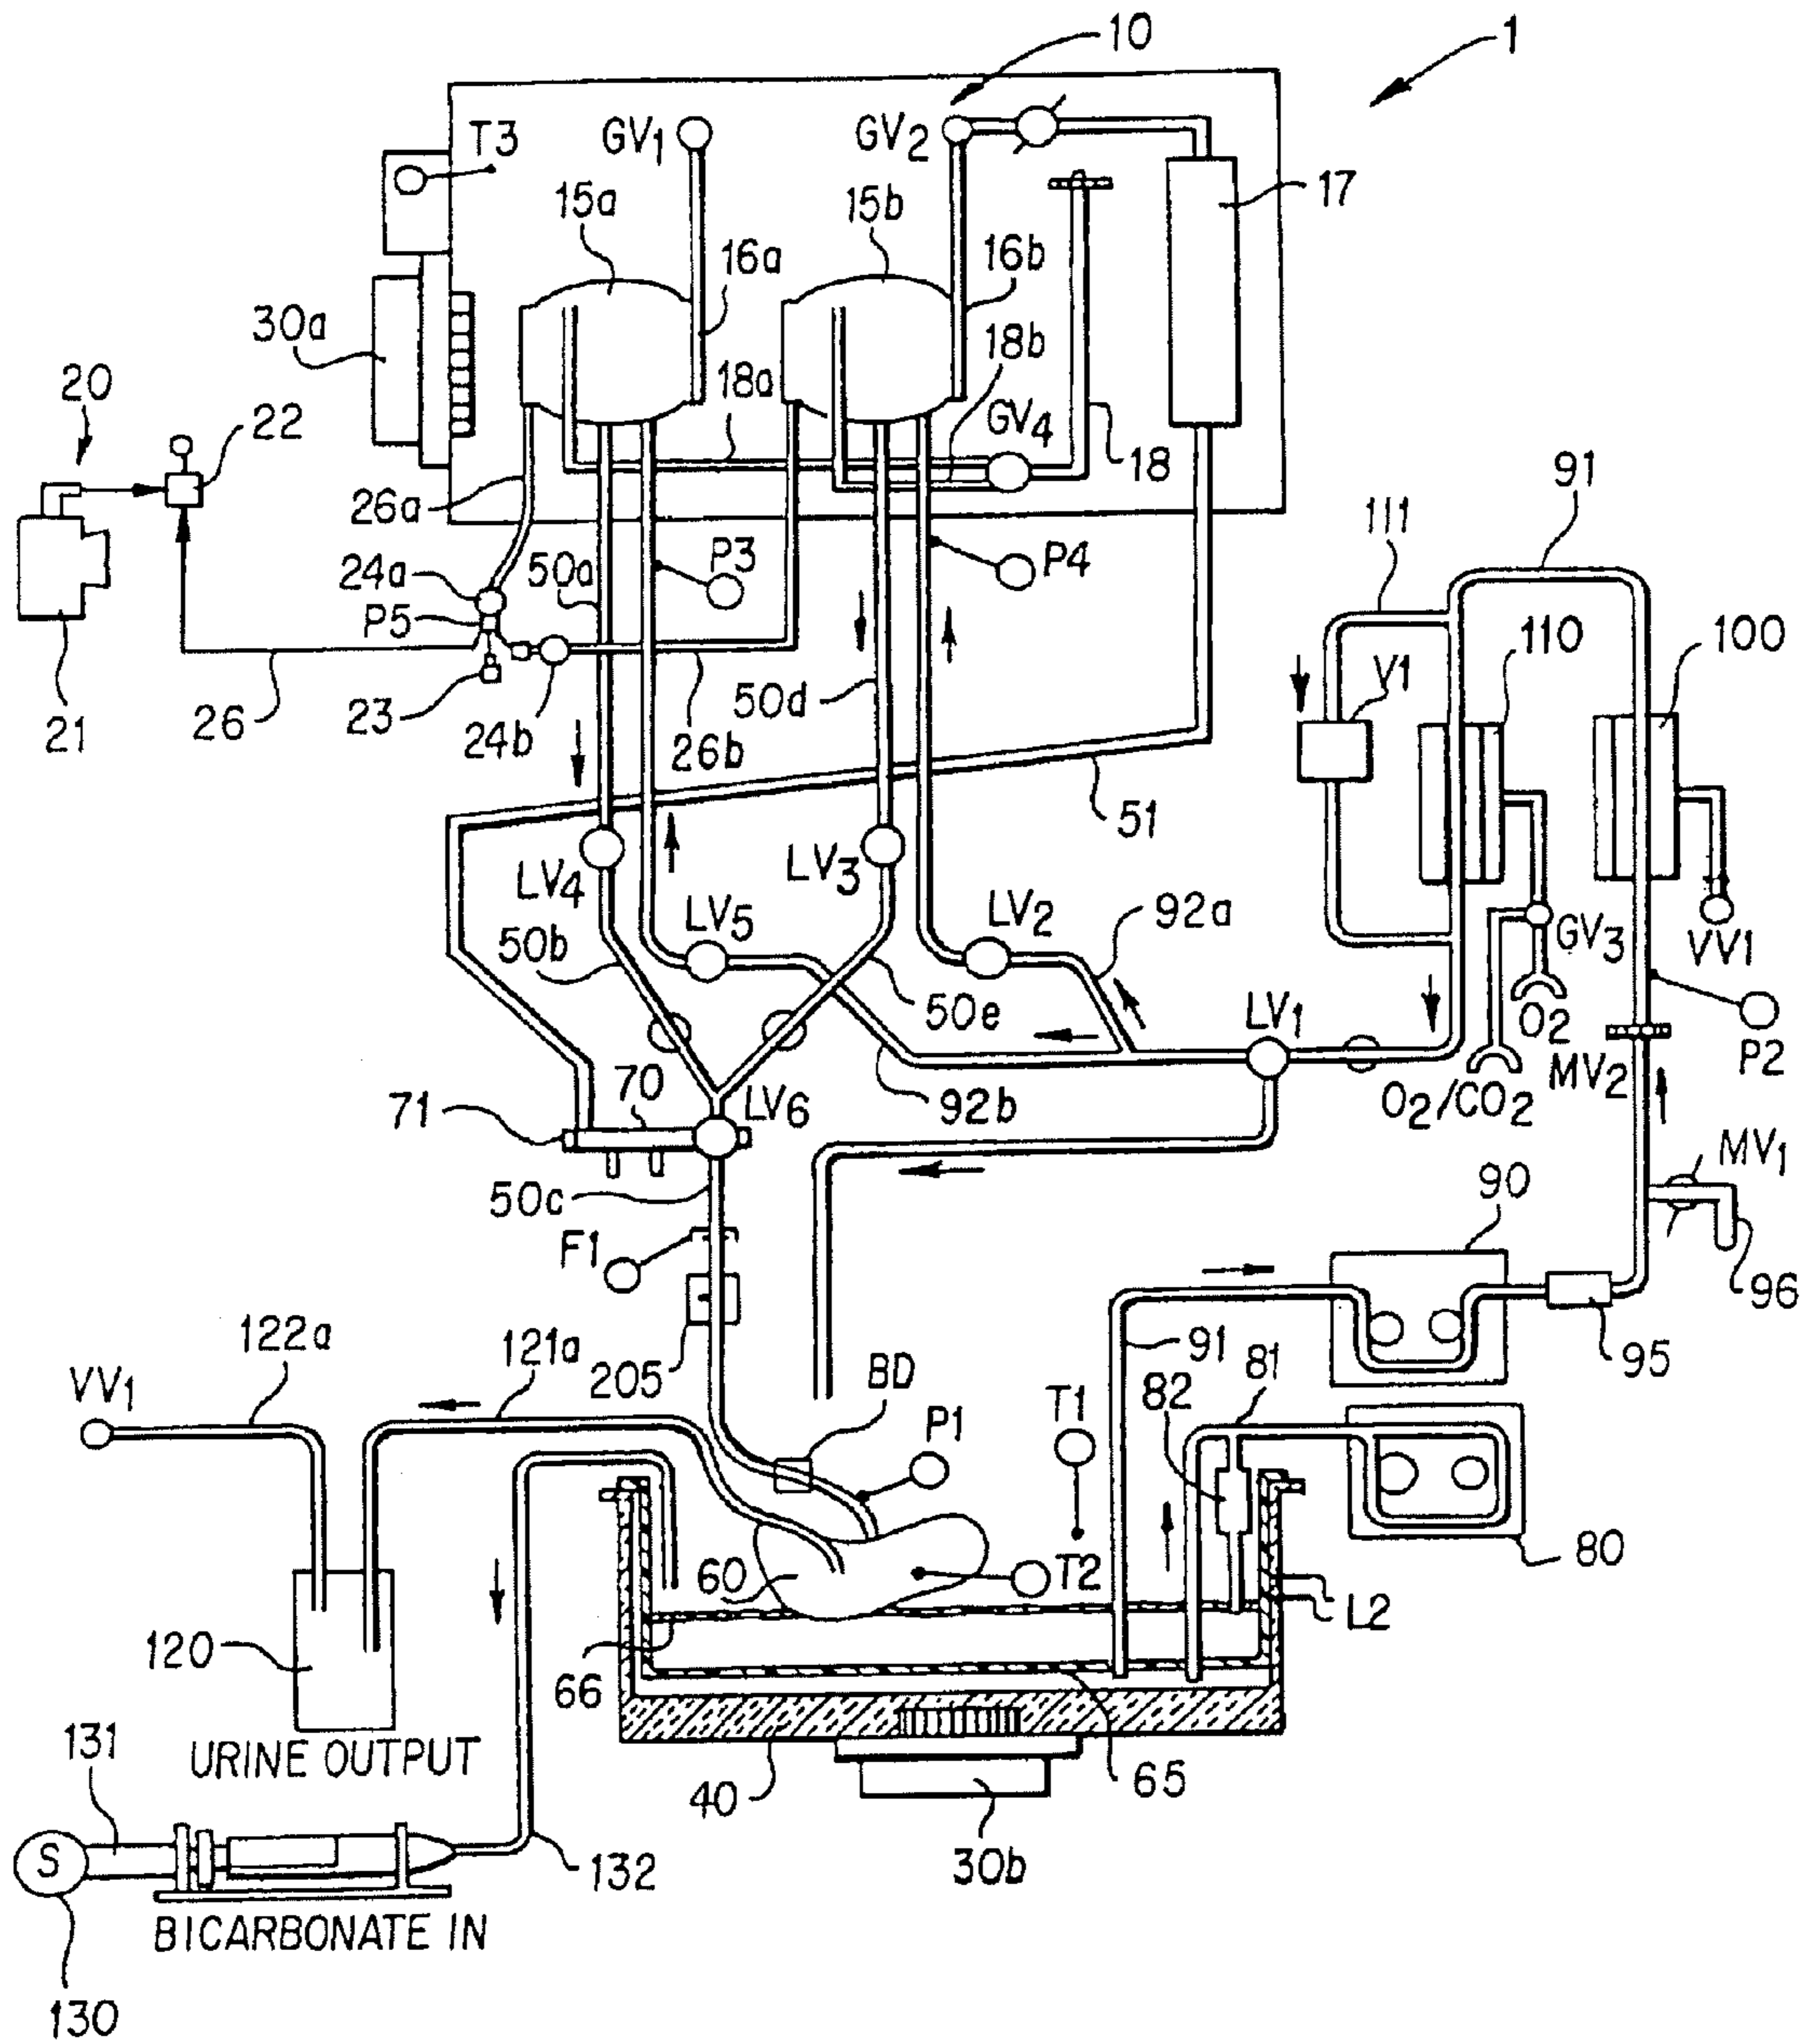 10
1
T3
GV1
GV2
17
15a
15b
16a
16b
30a
18a
18b
GV4
18
20
22
26a
91
111
24a
50a
P3
P4
P5
110
100
V1
50d
21
26
23
24b
26b
51
LV4
LV3
LV5
LV2
92a
GV3
VV1
50b
50e
LV1
O2
70
LV6
92b
O2/CO2
MV2
P2
71
MV1
50c
90
F1
96
122a
121a
205
BD
91
81
95
VV1
P1
T1
82
60
T2
80
L2
120
66
131
URINE OUTPUT
40
65
S
132
30b
BICARBONATE IN
130